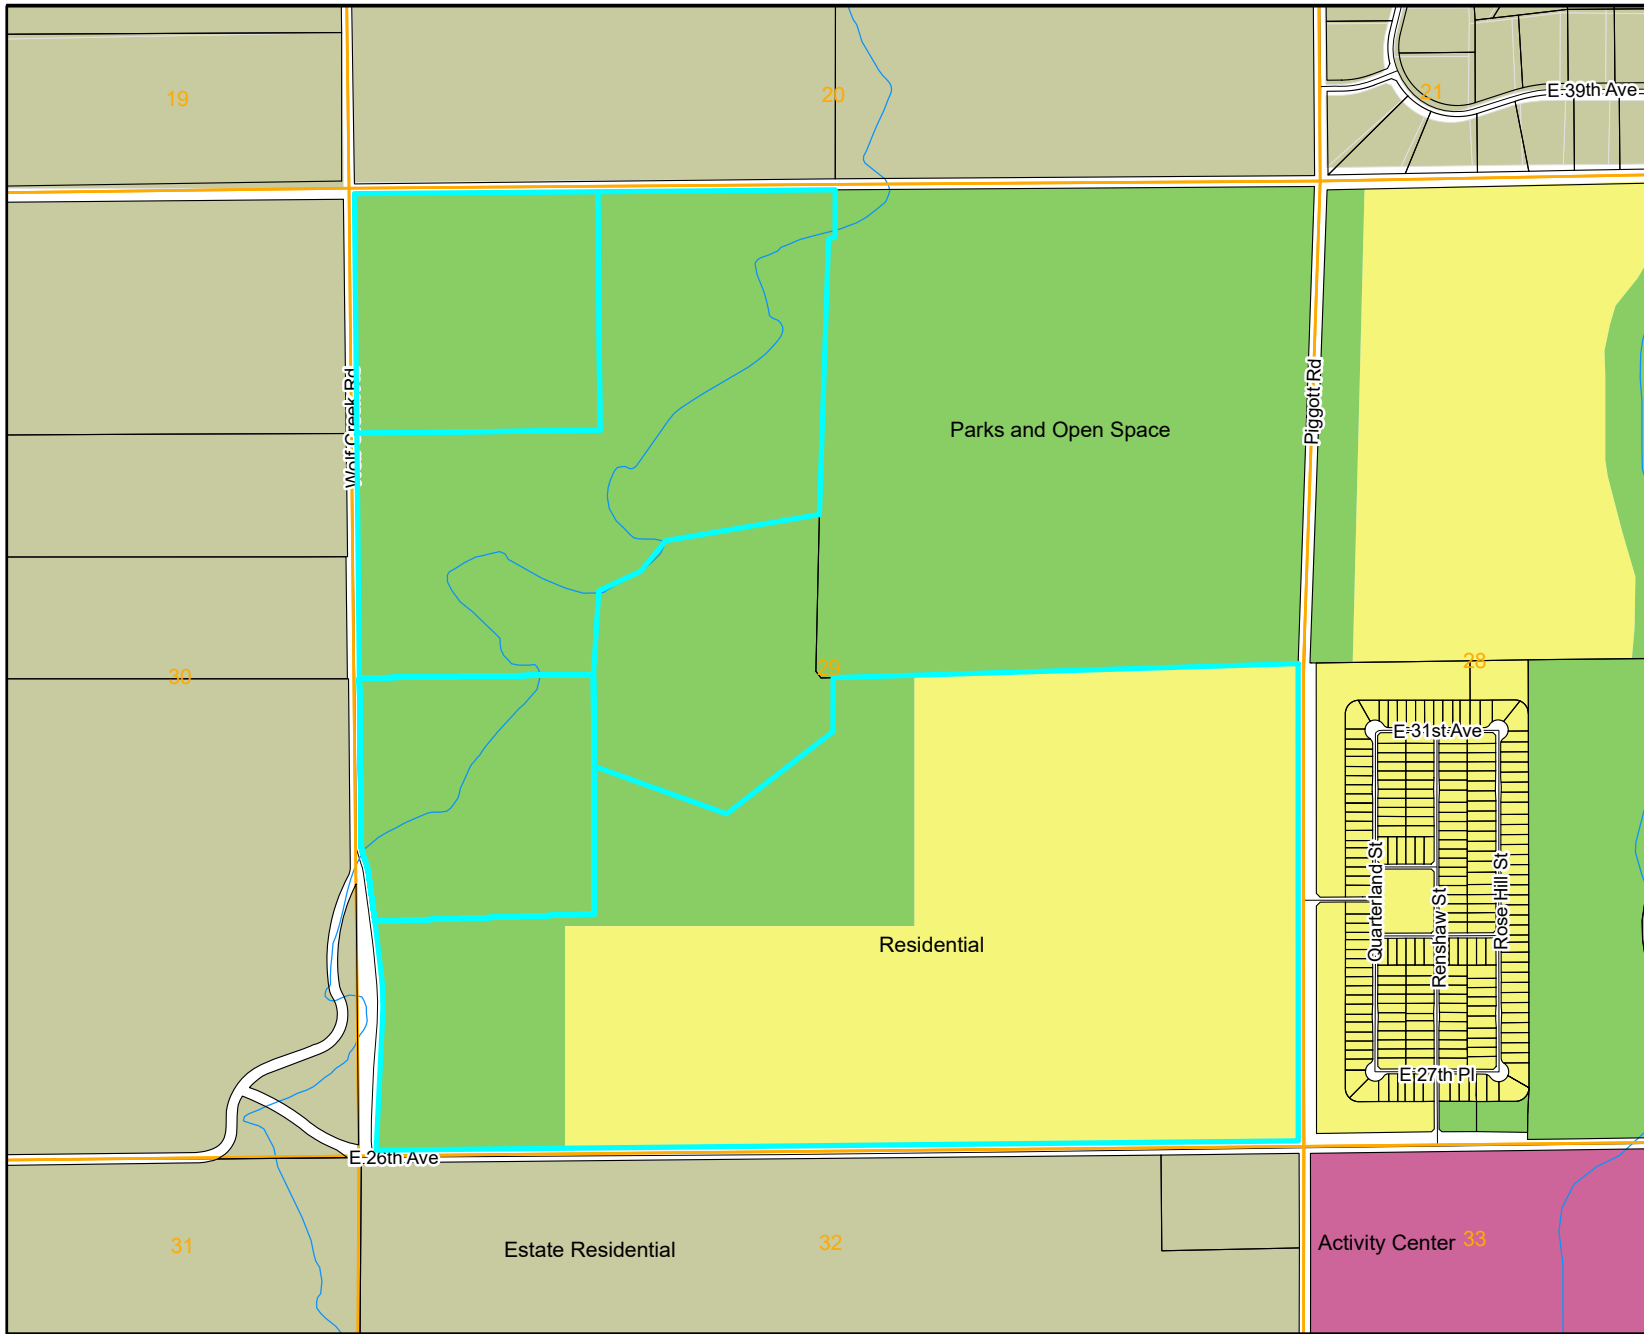 19
20
21
E 39th Ave
Wolf Creek Rd
Piggott Rd
Parks and Open Space
30
29
28
E 31st Ave
Quarterland St
Renshaw St
Rose Hill St
Residential
E 27th Pl
E 26th Ave
31
Estate Residential
32
Activity Center
33